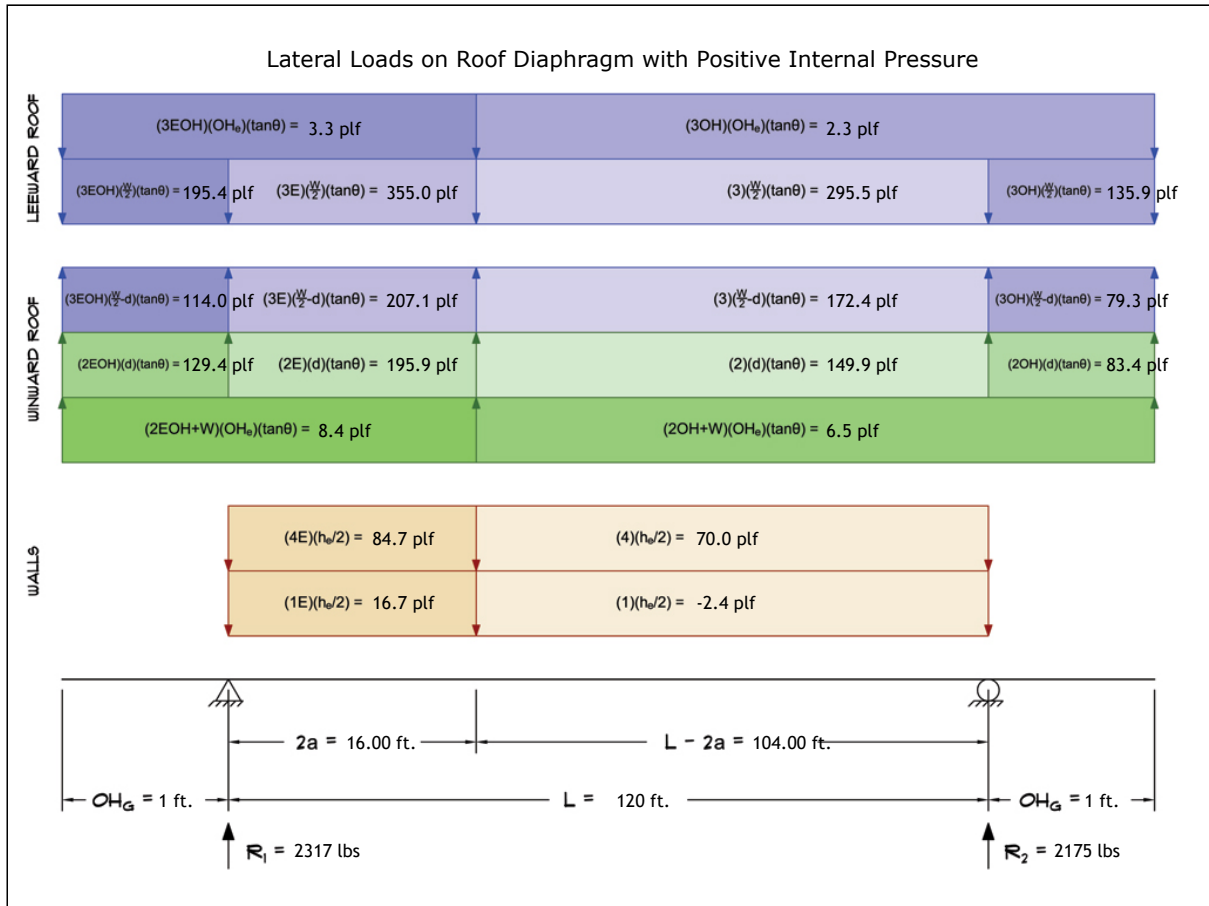 Lateral Loads on Roof Diaphragm with Positive Internal Pressure
LEEWARD ROOF
(3EOH)(OHₑ)(tanθ) = 3.3 plf
(3OH)(OHₑ)(tanθ) = 2.3 plf
(3EOH)(W/2)(tanθ) = 195.4 plf
(3E)(W/2)(tanθ) = 355.0 plf
(3)(W/2)(tanθ) = 295.5 plf
(3OH)(W/2)(tanθ) = 135.9 plf
WINWARD ROOF
(3EOH)(W/2-d)(tanθ) = 114.0 plf
(3E)(W/2-d)(tanθ) = 207.1 plf
(3)(W/2-d)(tanθ) = 172.4 plf
(3OH)(W/2-d)(tanθ) = 79.3 plf
(2EOH)(d)(tanθ) = 129.4 plf
(2E)(d)(tanθ) = 195.9 plf
(2)(d)(tanθ) = 149.9 plf
(2OH)(d)(tanθ) = 83.4 plf
(2EOH+W)(OHₑ)(tanθ) = 8.4 plf
(2OH+W)(OHₑ)(tanθ) = 6.5 plf
WALLS
(4E)(hₑ/2) = 84.7 plf
(4)(hₑ/2) = 70.0 plf
(1E)(hₑ/2) = 16.7 plf
(1)(hₑ/2) = -2.4 plf
2a = 16.00 ft.
L - 2a = 104.00 ft.
OH_G = 1 ft.
L = 120 ft.
OH_G = 1 ft.
R₁ = 2317 lbs
R₂ = 2175 lbs